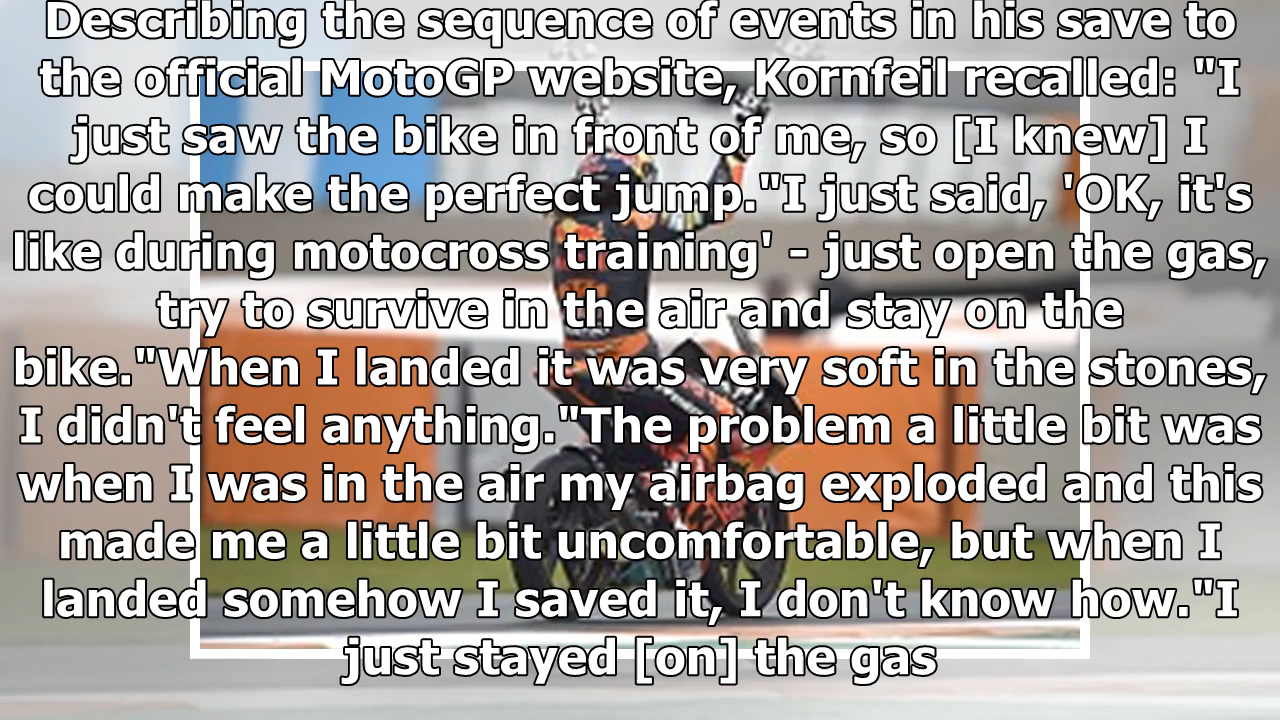 Describing the sequence of events in his save to
the official MotoGP website, Kornfeil recalled: "I
just saw the bike in front of me, so [I knew] I
could make the perfect jump."I just said, 'OK, it's
like during motocross training' - just open the gas,
try to survive in the air and stay on the
bike."When I landed it was very soft in the stones,
I didn't feel anything."The problem a little bit was
when I was in the air my airbag exploded and this
made me a little bit uncomfortable, but when I
landed somehow I saved it, I don't know how."I
just stayed [on] the gas